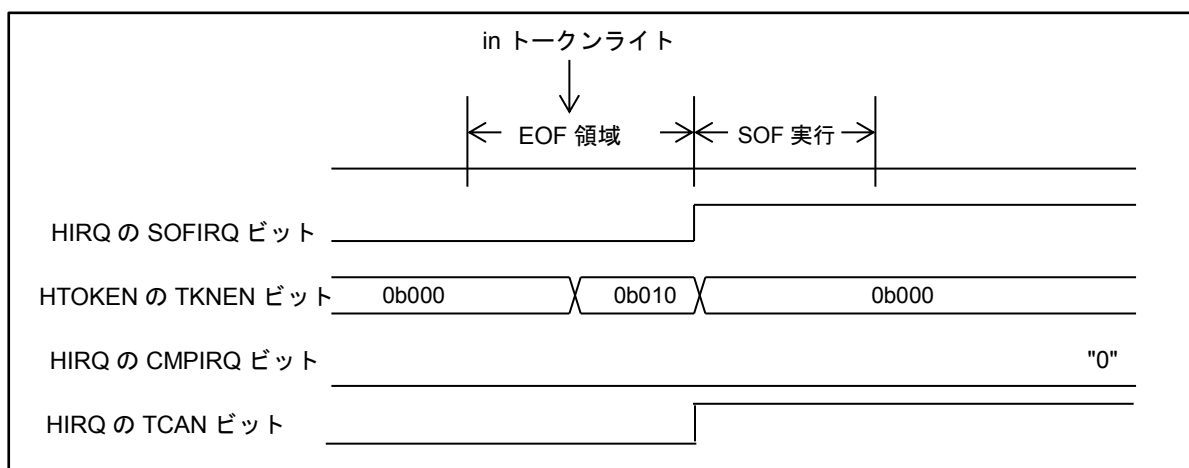 in トークンライト
EOF 領域
SOF 実行
HIRQ の SOFIRQ ビット
HTOKEN の TKNEN ビット 0b000 0b010 0b000
HIRQ の CMPIRQ ビット "0"
HIRQ の TCAN ビット